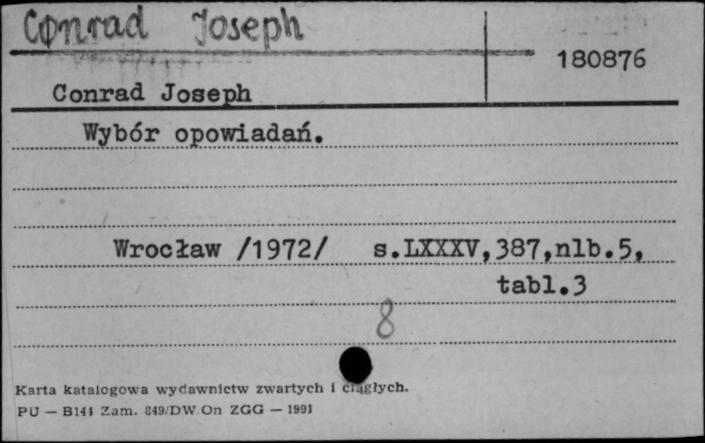 Conrad Joseph
180876
Conrad Joseph
Wybór opowiadań.
Wrocław /1972/ s.LXXXV,387,nlb.5,
tabl.3
8
Karta katalogowa wydawnictw zwartych i ciągłych.
PU — B141 Zam. 849/DW.On ZGG — 1991